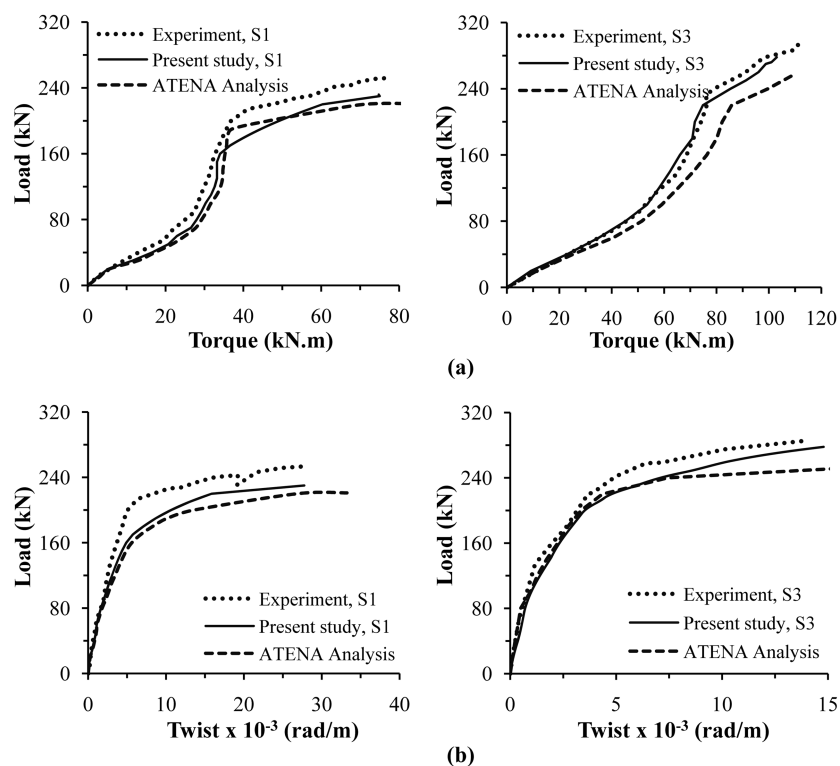 320
240
160
80
0
Load (kN)
Experiment, S1
Present study, S1
ATENA Analysis
0 20 40 60 80
Torque (kN.m)
320
240
160
80
0
Load (kN)
Experiment, S3
Present study, S3
ATENA Analysis
0 20 40 60 80 100 120
Torque (kN.m)
(a)
320
240
160
80
0
Load (kN)
Experiment, S1
Present study, S1
ATENA Analysis
0 10 20 30 40
Twist x 10⁻³ (rad/m)
320
240
160
80
0
Load (kN)
Experiment, S3
Present study, S3
ATENA Analysis
0 5 10 15
Twist x 10⁻³ (rad/m)
(b)